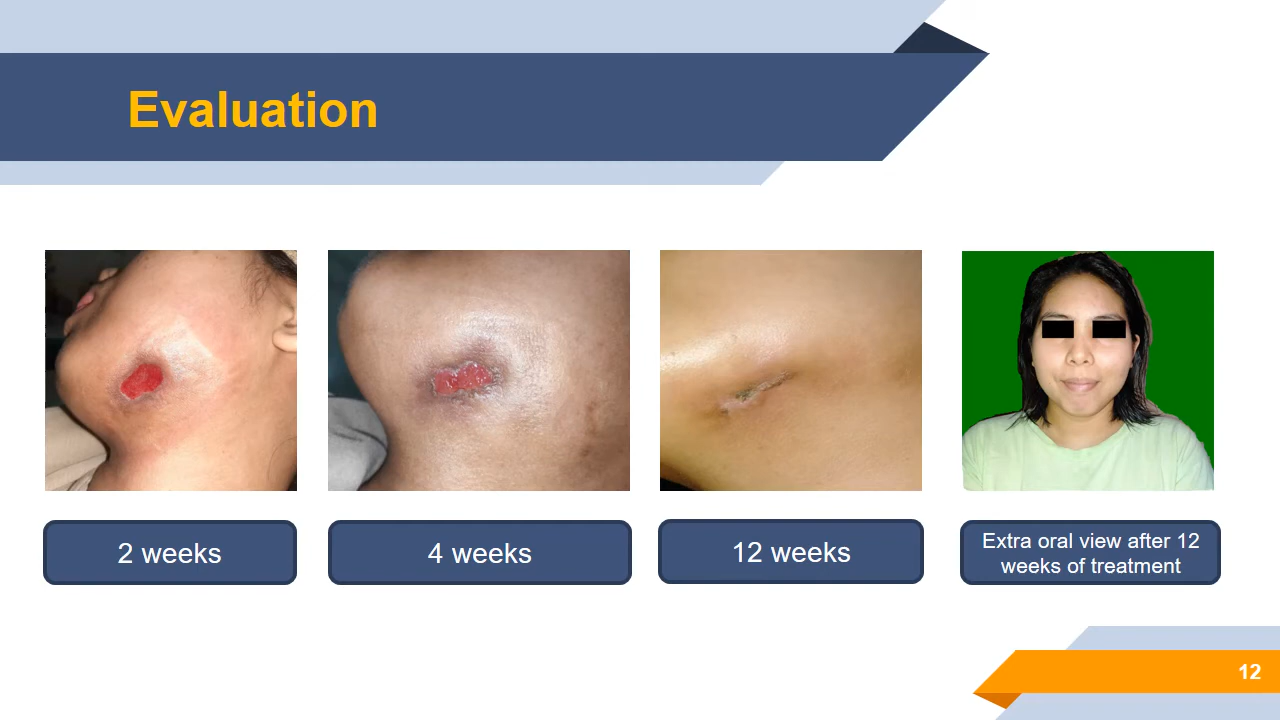 Evaluation
2 weeks
4 weeks
12 weeks
Extra oral view after 12
weeks of treatment
12